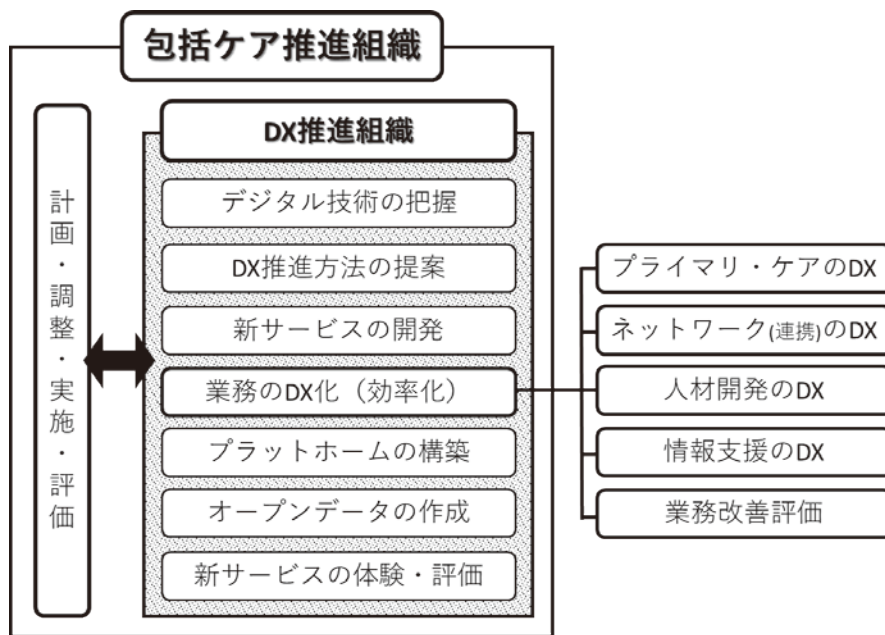 包括ケア推進組織
計画・調整・実施・評価
DX推進組織
デジタル技術の把握
DX推進方法の提案
新サービスの開発
業務のDX化（効率化）
プラットホームの構築
オープンデータの作成
新サービスの体験・評価
プライマリ・ケアのDX
ネットワーク(連携)のDX
人材開発のDX
情報支援のDX
業務改善評価